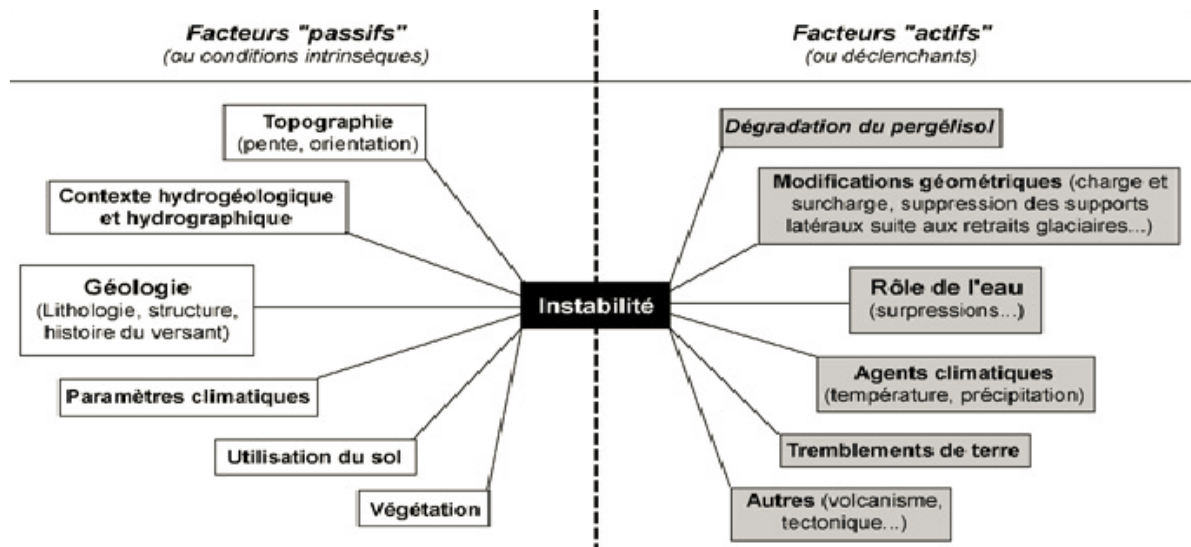 Facteurs "passifs"
(ou conditions intrinsèques)
Topographie
(pente, orientation)
Contexte hydrogéologique
et hydrographique
Géologie
(Lithologie, structure,
histoire du versant)
Paramètres climatiques
Utilisation du sol
Végétation
Instabilité
Facteurs "actifs"
(ou déclenchants)
Dégradation du pergélisol
Modifications géométriques (charge et
surcharge, suppression des supports
latéraux suite aux retraits glaciaires...)
Rôle de l'eau
(surpressions...)
Agents climatiques
(température, précipitation)
Tremblements de terre
Autres (volcanisme,
tectonique...)